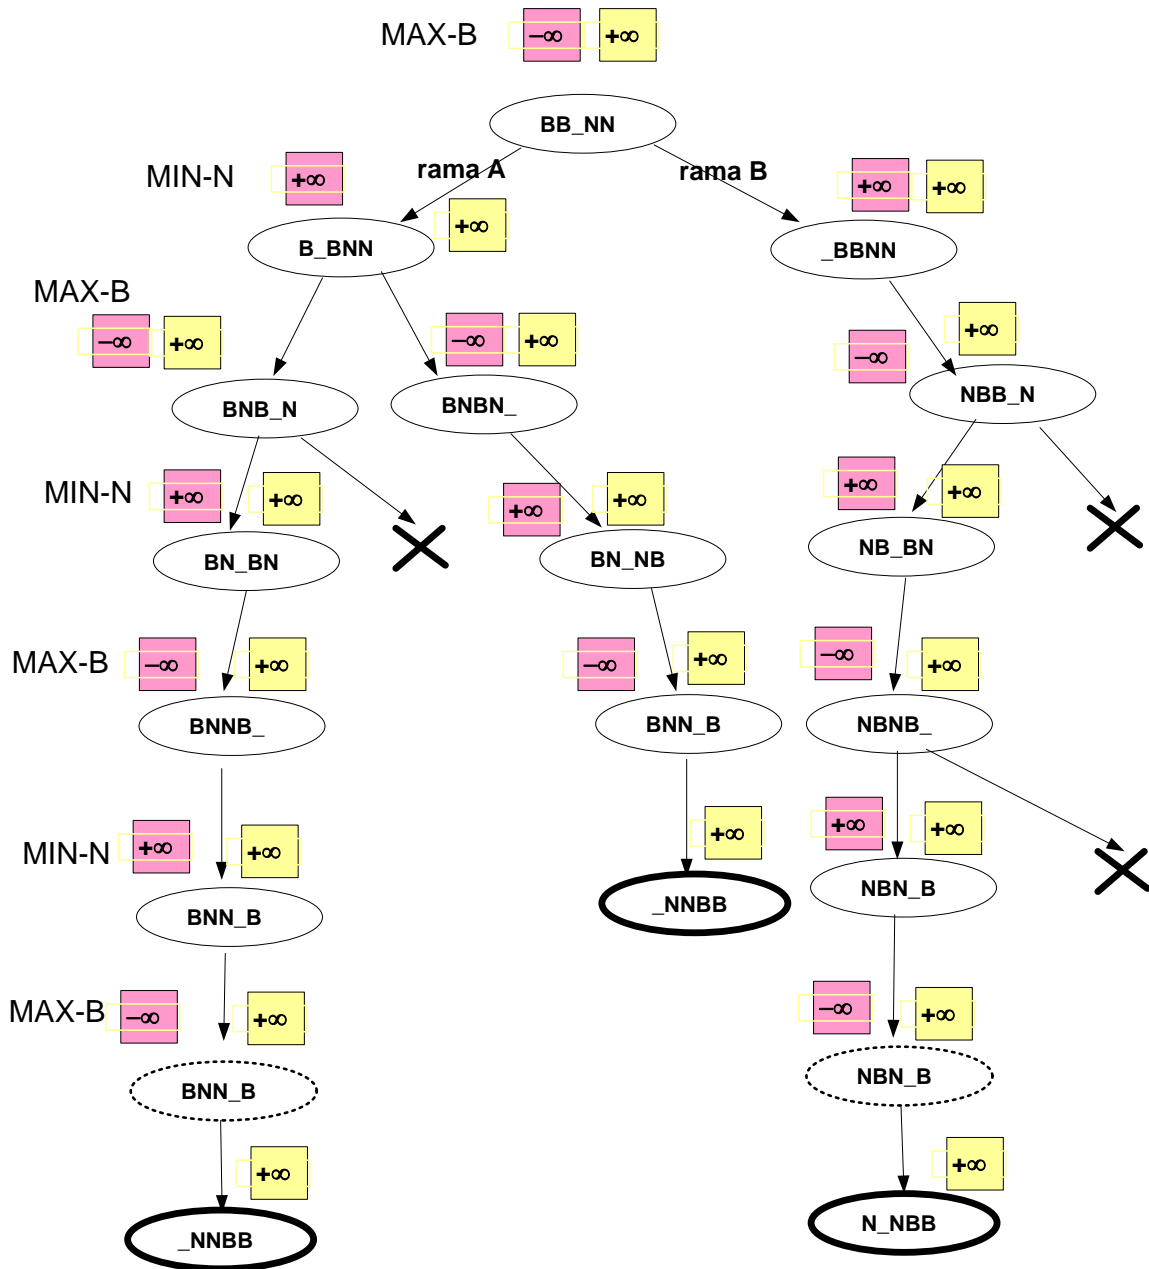 MAX-B −∞ +∞
BB_NN
MIN-N +∞ rama A rama B +∞ +∞
+∞
B_BNN _BBNN
MAX-B
−∞ +∞ −∞ +∞ −∞ +∞
BNB_N BNBN_ NBB_N
MIN-N +∞ +∞ +∞ +∞ +∞ +∞
BN_BN BN_NB NB_BN
MAX-B −∞ +∞ −∞ +∞ −∞ +∞
BNNB_ BNN_B NBNB_
MIN-N +∞ +∞ +∞ +∞ +∞
BNN_B _NNBB NBN_B
MAX-B −∞ +∞ −∞ +∞
BNN_B NBN_B
+∞ +∞
_NNBB N_NBB